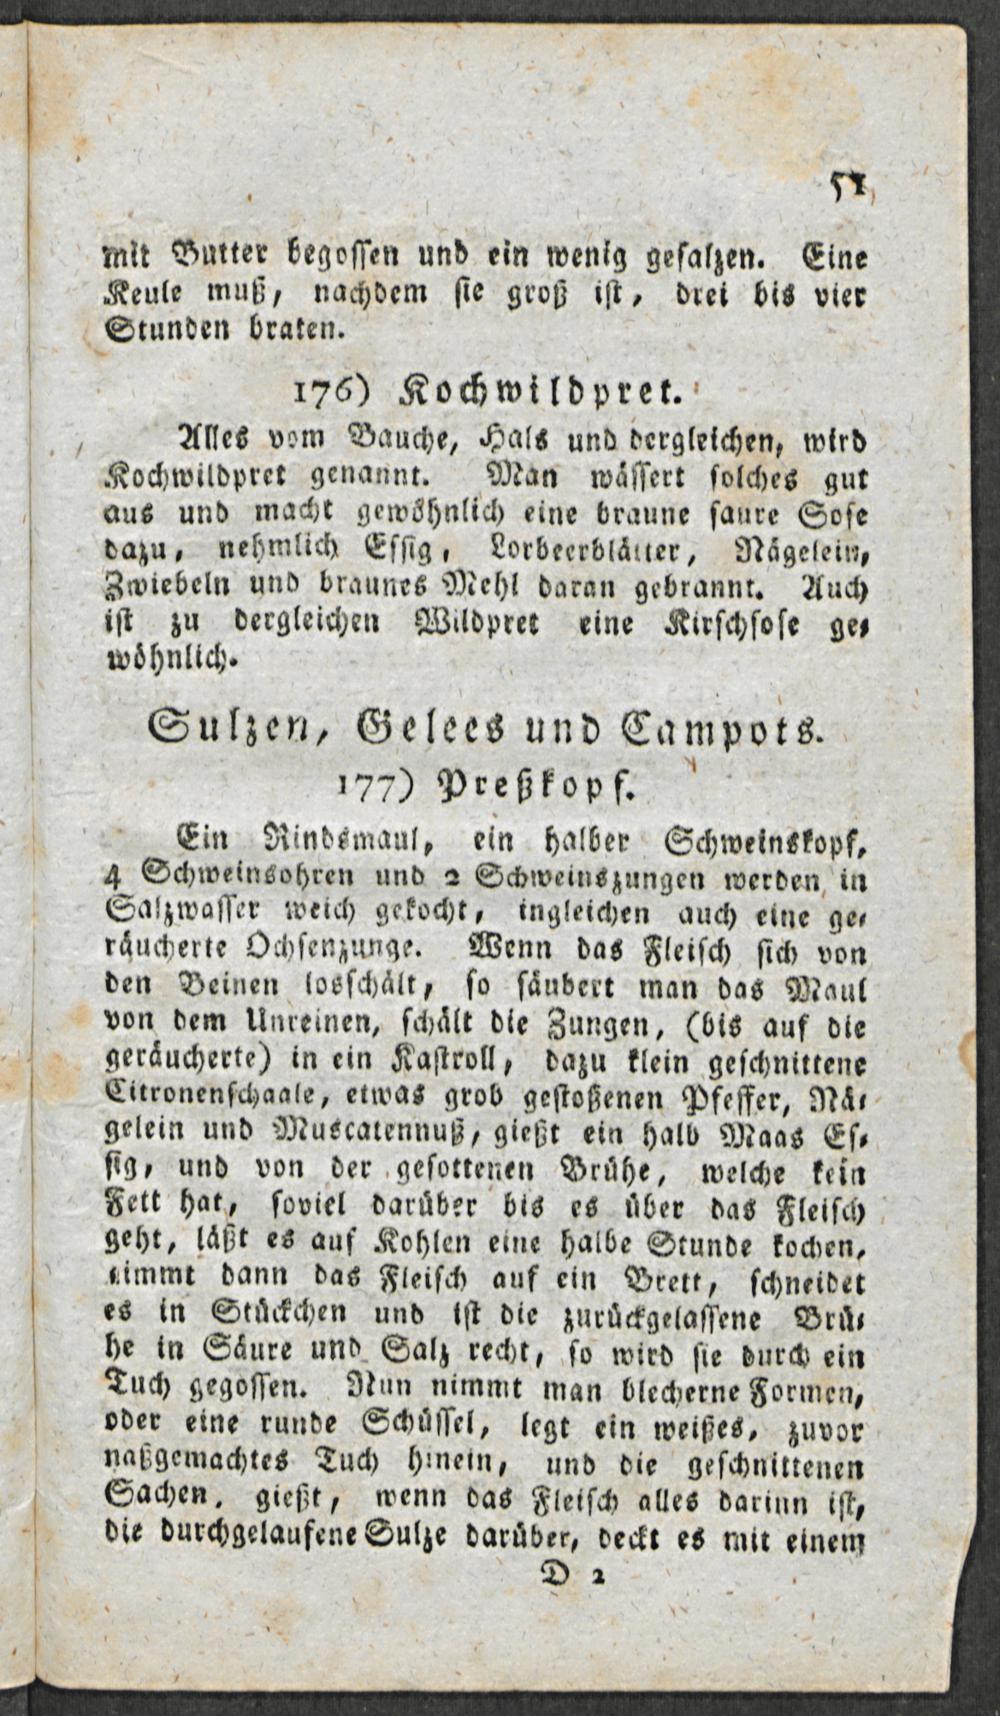 51
mit Butter begossen und ein wenig gesalzen. Eine
Keule muß, nachdem sie groß ist, drei bis vier
Stunden braten.
176) Kochwildpret.
Alles vom Bauche, Hals und dergleichen, wird
Kochwildpret genannt. Man wässert solches gut
aus und macht gewöhnlich eine braune saure Sose
dazu, nehmlich Essig, Lorbeerblätter, Nägelein,
Zwiebeln und braunes Mehl daran gebrannt. Auch
ist zu dergleichen Wildpret eine Kirschsose ge-
wöhnlich.
Sulzen, Gelees und Campots.
177) Preßkopf.
Ein Rindsmaul, ein halber Schweinskopf,
4 Schweinsohren und 2 Schweinszungen werden in
Salzwasser weich gekocht, ingleichen auch eine ge-
räucherte Ochsenzunge. Wenn das Fleisch sich von
den Beinen losschält, so säubert man das Maul
von dem Unreinen, schält die Zungen, (bis auf die
geräucherte) in ein Kastroll, dazu klein geschnittene
Citronenschaale, etwas grob gestoßenen Pfeffer, Nä-
gelein und Muscatennuß, gießt ein halb Maas Es-
sig, und von der gesottenen Brühe, welche kein
Fett hat, soviel darüber bis es über das Fleisch
geht, läßt es auf Kohlen eine halbe Stunde kochen,
nimmt dann das Fleisch auf ein Brett, schneidet
es in Stückchen und ist die zurückgelassene Brü-
he in Säure und Salz recht, so wird sie durch ein
Tuch gegossen. Nun nimmt man blecherne Formen,
oder eine runde Schüssel, legt ein weißes, zuvor
naßgemachtes Tuch hinein, und die geschnittenen
Sachen, gießt, wenn das Fleisch alles darinn ist,
die durchgelaufene Sulze darüber, deckt es mit einem
D 2